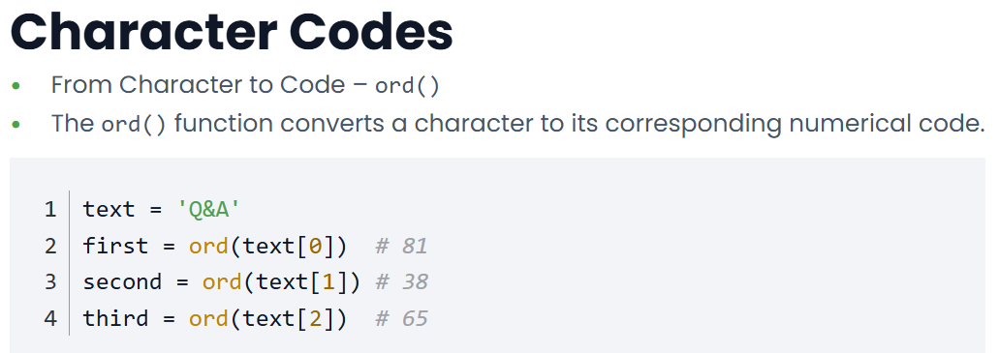 Character Codes
• From Character to Code – ord()
• The ord() function converts a character to its corresponding numerical code.
1 text = 'Q&A'
2 first = ord(text[0])  # 81
3 second = ord(text[1]) # 38
4 third = ord(text[2])  # 65